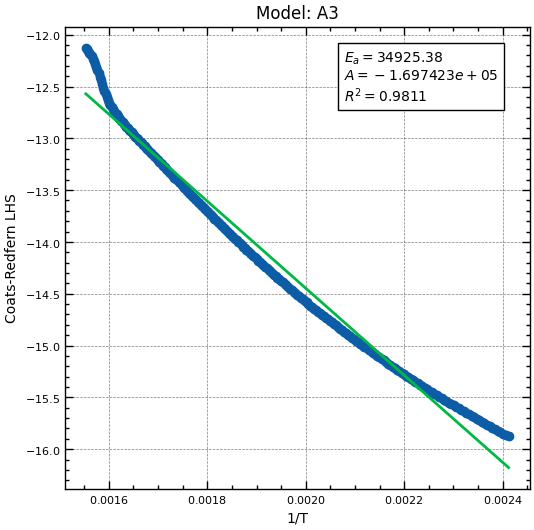 Model: A3
−12.0
−12.5
−13.0
−13.5
−14.0
−14.5
−15.0
−15.5
−16.0
Coats-Redfern LHS
E_a = 34925.38
A = −1.697423e + 05
R² = 0.9811
0.0016 0.0018 0.0020 0.0022 0.0024
1/T